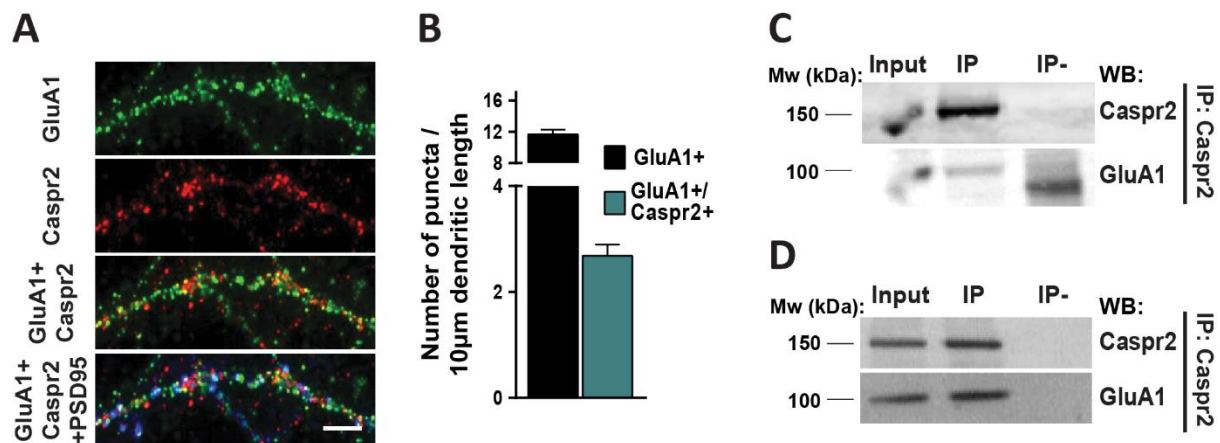 A
GluA1
Caspr2
GluA1+
Caspr2
GluA1+
Caspr2
+PSD95
B
Number of puncta /
10µm dendritic length
16
12
8
4
2
0
GluA1+
GluA1+/
Caspr2+
C
Mw (kDa): Input IP IP- WB:
150 Caspr2
100 GluA1
IP: Caspr2
D
Mw (kDa): Input IP IP- WB:
150 Caspr2
100 GluA1
IP: Caspr2